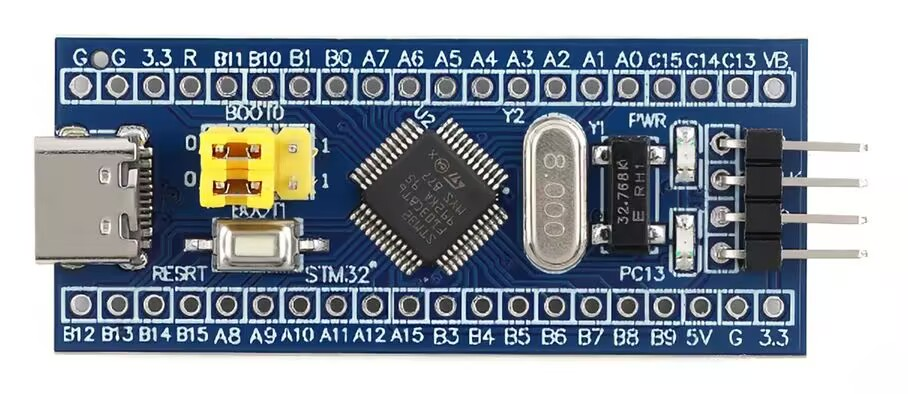 G G 3.3 R B11 B10 B1 B0 A7 A6 A5 A4 A3 A2 A1 A0 C15 C14 C13 VB
BOOT0
U2
Y2
Y1
PWR
0 1
0 1
8.000
32.768K
E RH1
STM32
RESRT
STM32
PC13
B12 B13 B14 B15 A8 A9 A10 A11 A12 A15 B3 B4 B5 B6 B7 B8 B9 5V G 3.3